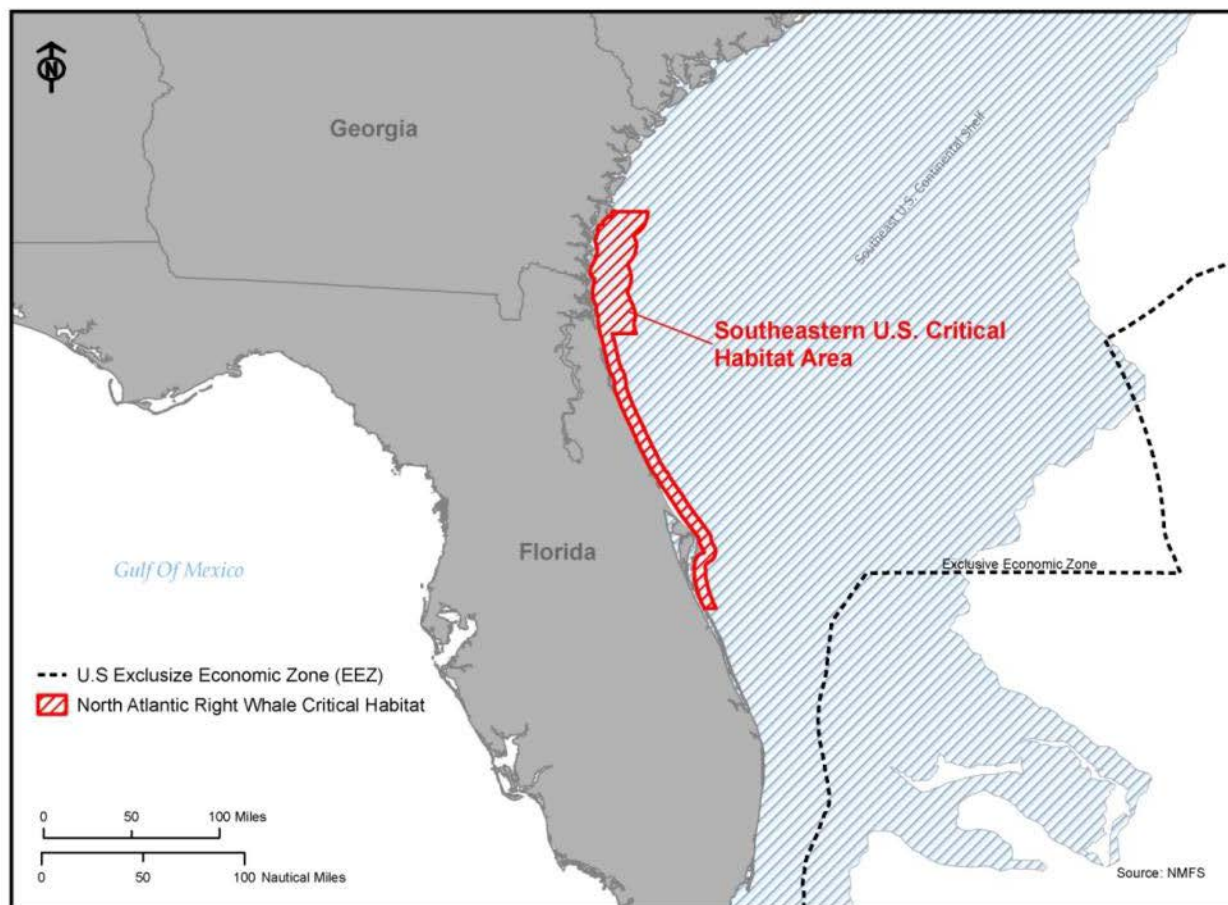 N
Georgia
Southeast U.S. Continental Shelf
Southeastern U.S. Critical
Habitat Area
Florida
Gulf Of Mexico
Exclusive Economic Zone
U.S Exclusize Economic Zone (EEZ)
North Atlantic Right Whale Critical Habitat
0 50 100 Miles
0 50 100 Nautical Miles
Source: NMFS